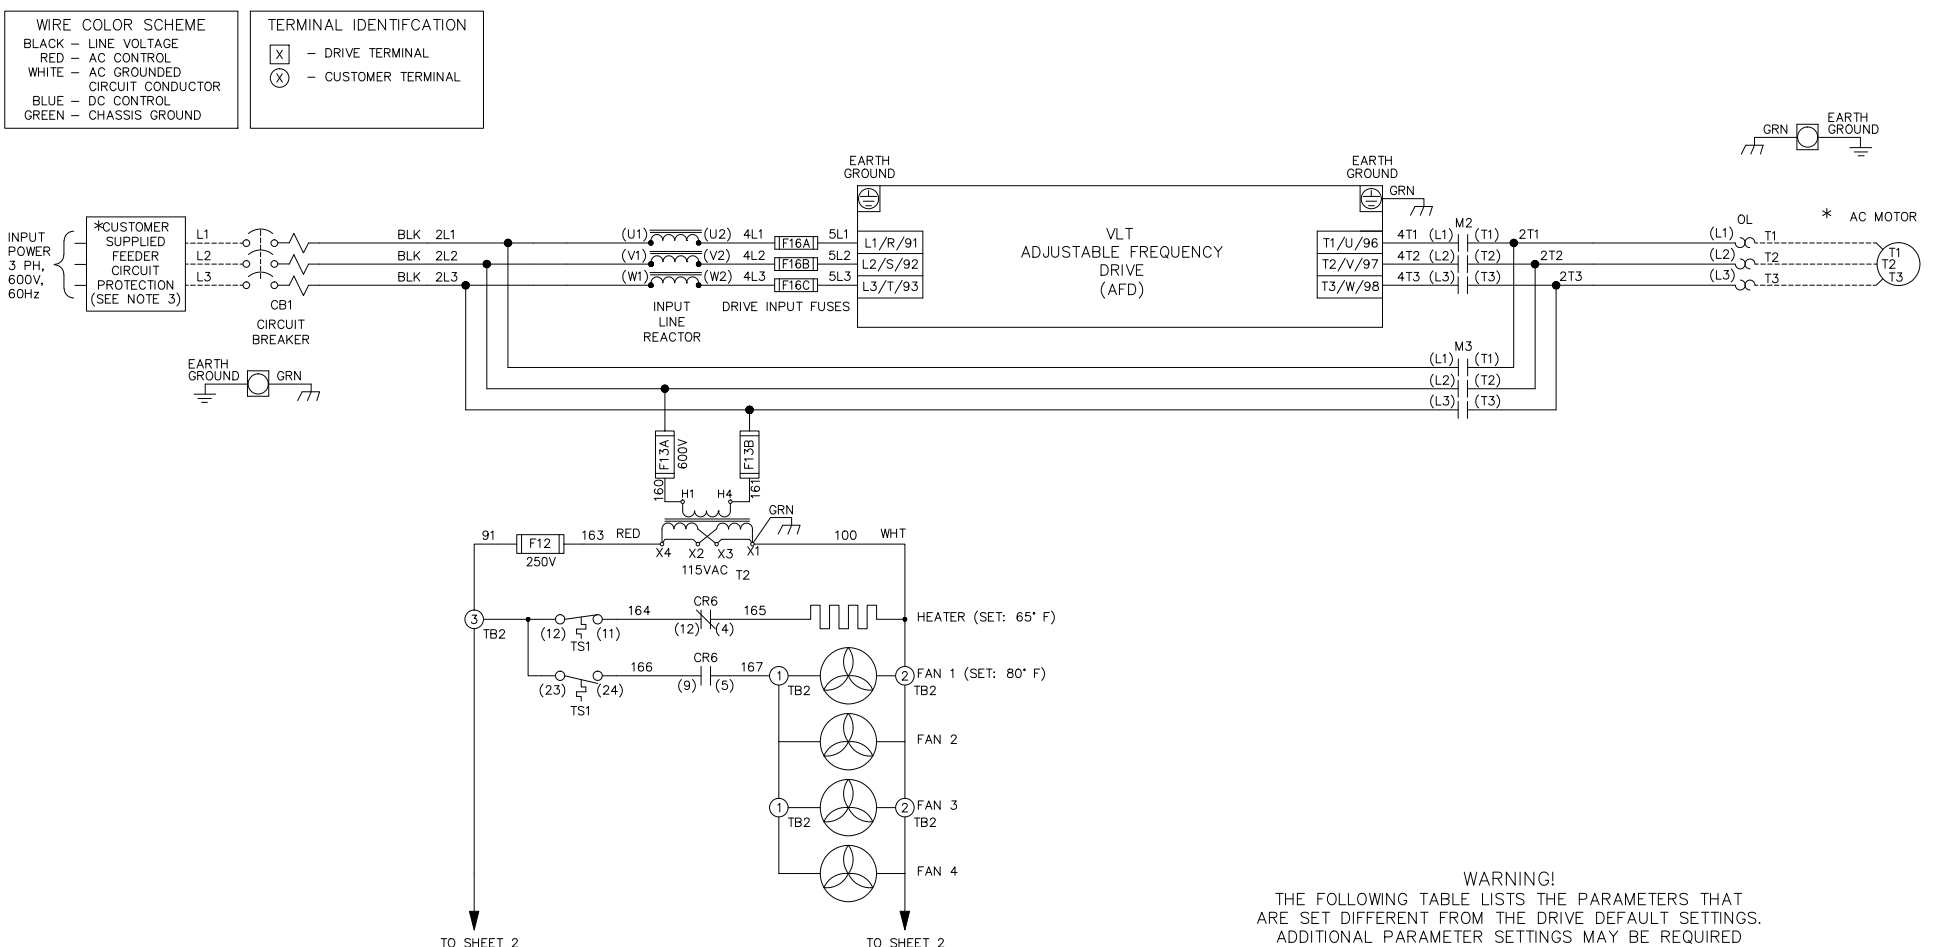 WIRE COLOR SCHEME
BLACK – LINE VOLTAGE
RED – AC CONTROL
WHITE – AC GROUNDED
CIRCUIT CONDUCTOR
BLUE – DC CONTROL
GREEN – CHASSIS GROUND
TERMINAL IDENTIFCATION
X – DRIVE TERMINAL
X – CUSTOMER TERMINAL
INPUT
POWER
3 PH,
600V,
60Hz
*CUSTOMER
SUPPLIED
FEEDER
CIRCUIT
PROTECTION
(SEE NOTE 3)
L1
L2
L3
CB1
CIRCUIT
BREAKER
EARTH
GROUND
GRN
BLK 2L1
BLK 2L2
BLK 2L3
(U1) (U2) 4L1 F16A 5L1
(V1) (V2) 4L2 F16B 5L2
(W1) (W2) 4L3 F16C 5L3
INPUT
LINE
REACTOR
DRIVE INPUT FUSES
EARTH
GROUND
L1/R/91
L2/S/92
L3/T/93
VLT
ADJUSTABLE FREQUENCY
DRIVE
(AFD)
EARTH
GROUND
GRN
T1/U/96
T2/V/97
T3/W/98
M2
4T1 (L1) (T1) 2T1
4T2 (L2) (T2) 2T2
4T3 (L3) (T3) 2T3
M3
(L1) (T1)
(L2) (T2)
(L3) (T3)
GRN
EARTH
GROUND
OL
(L1) T1
(L2) T2
(L3) T3
* AC MOTOR
T1
T2
T3
F13A
600V
F13B
160
161
H1 H4
GRN
91 F12 163 RED
250V
X4 X2 X3 X1
100 WHT
115VAC T2
3
TB2
(12) (11)
TS1
164
CR6
(12) (4)
165
HEATER (SET: 65° F)
(23) (24)
TS1
166
CR6
(9) (5)
167
1
TB2
2
TB2
FAN 1 (SET: 80° F)
FAN 2
1
TB2
2
TB2
FAN 3
FAN 4
TO SHEET 2
TO SHEET 2
WARNING!
THE FOLLOWING TABLE LISTS THE PARAMETERS THAT
ARE SET DIFFERENT FROM THE DRIVE DEFAULT SETTINGS.
ADDITIONAL PARAMETER SETTINGS MAY BE REQUIRED